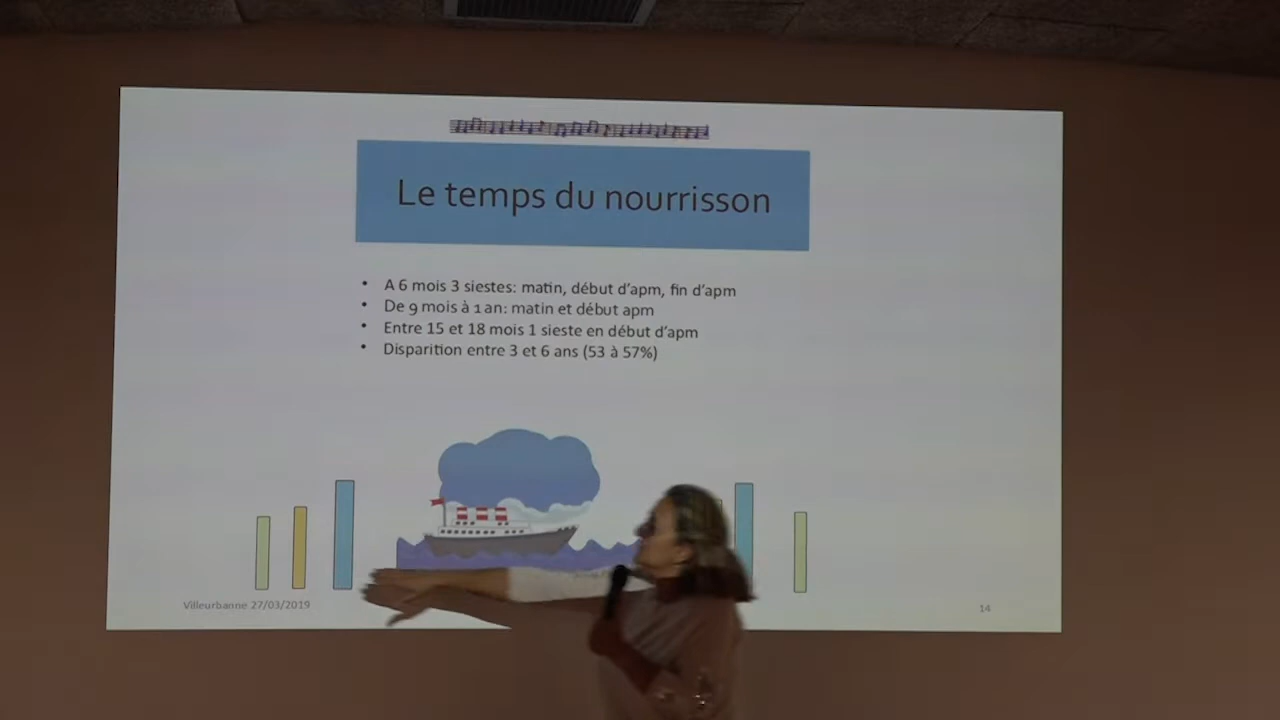 Le temps du nourrisson
• A 6 mois 3 siestes: matin, début d'apm, fin d'apm
• De 9 mois à 1 an: matin et début apm
• Entre 15 et 18 mois 1 sieste en début d'apm
• Disparition entre 3 et 6 ans (53 à 57%)
Villeurbanne 27/03/2019
14